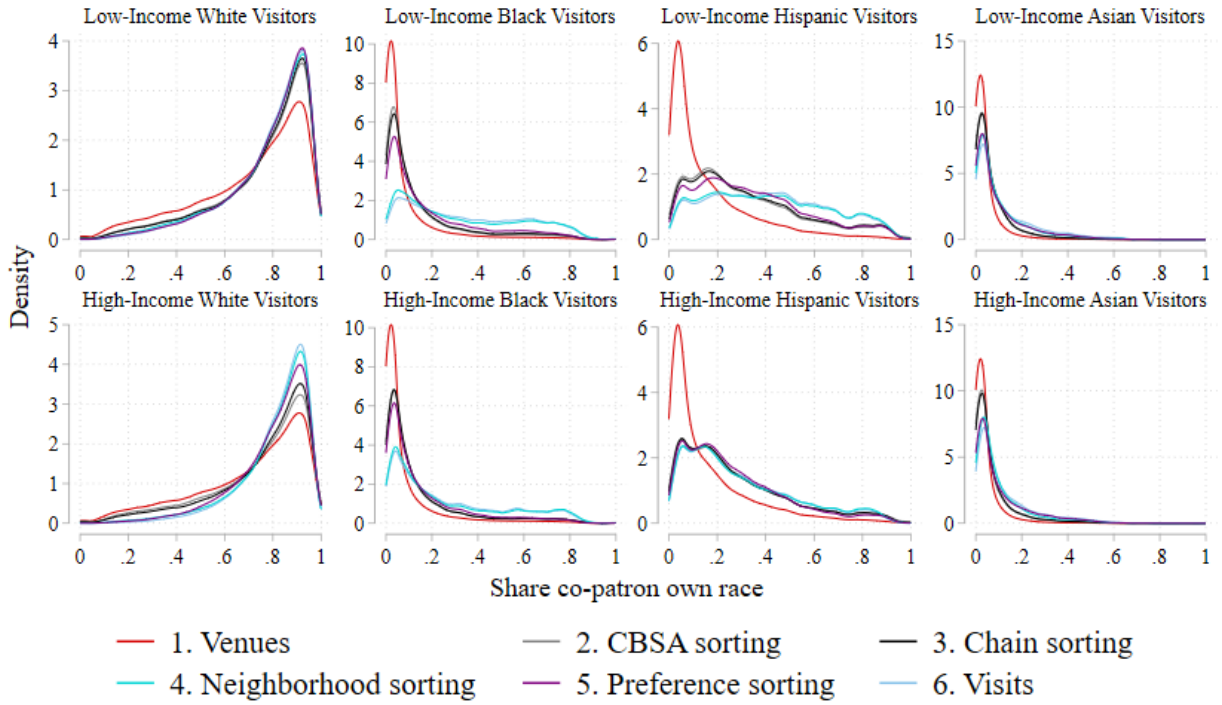 Low-Income White Visitors Low-Income Black Visitors Low-Income Hispanic Visitors Low-Income Asian Visitors
4 3 2 1 0
10 8 6 4 2 0
6 4 2 0
15 10 5 0
0 .2 .4 .6 .8 1 0 .2 .4 .6 .8 1 0 .2 .4 .6 .8 1 0 .2 .4 .6 .8 1
Density
High-Income White Visitors High-Income Black Visitors High-Income Hispanic Visitors High-Income Asian Visitors
5 4 3 2 1 0
10 8 6 4 2 0
6 4 2 0
15 10 5 0
0 .2 .4 .6 .8 1 0 .2 .4 .6 .8 1 0 .2 .4 .6 .8 1 0 .2 .4 .6 .8 1
Share co-patron own race
1. Venues 2. CBSA sorting 3. Chain sorting
4. Neighborhood sorting 5. Preference sorting 6. Visits